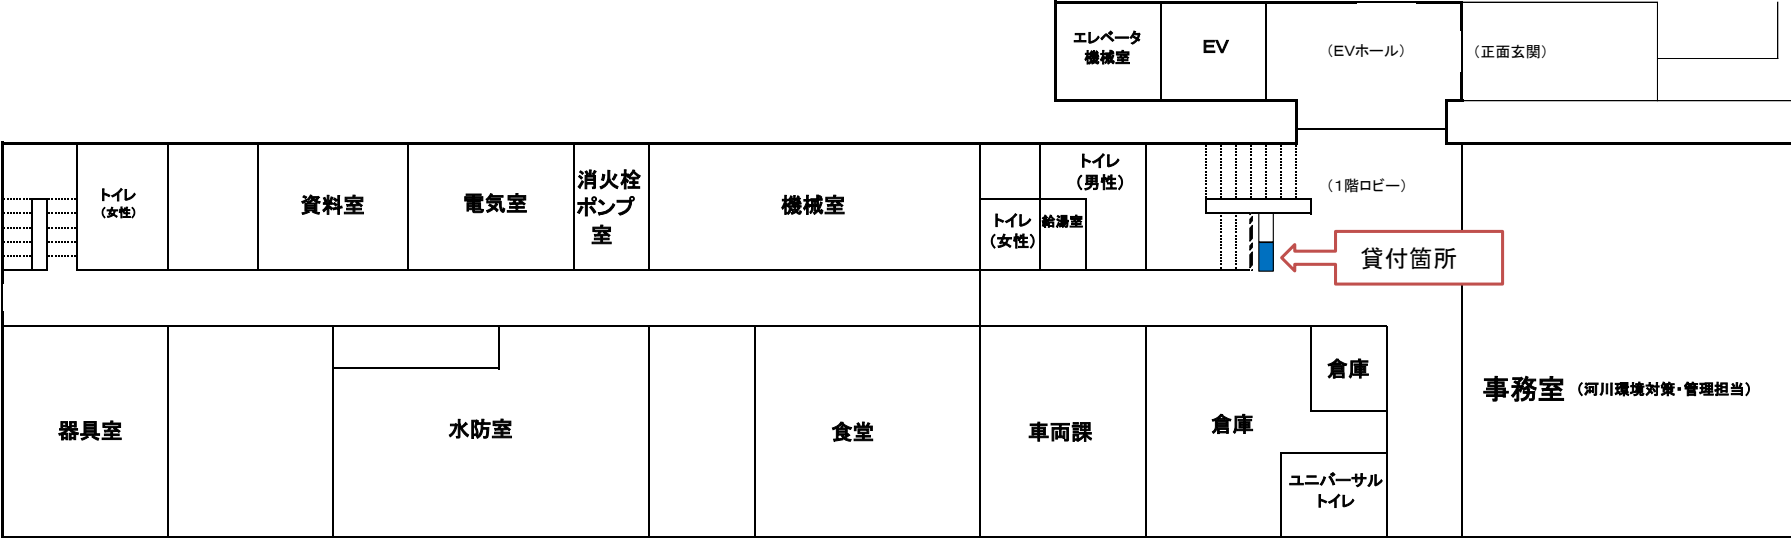 エレベータ
機械室
ＥＶ
（ＥＶホール）
（正面玄関）
トイレ
（女性）
資料室
電気室
消火栓
ポンプ
室
機械室
トイレ
（男性）
トイレ
（女性）
給湯室
（１階ロビー）
貸付箇所
器具室
水防室
食堂
車両課
倉庫
倉庫
ユニバーサル
トイレ
事務室（河川環境対策・管理担当）